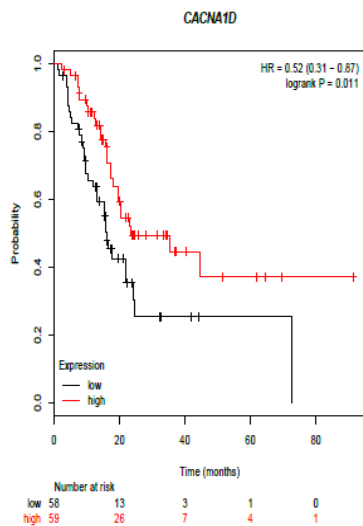 CACNA1D
HR = 0.52 (0.31 − 0.87)
logrank P = 0.011
Probability
1.0
0.8
0.6
0.4
0.2
0.0
Expression
low
high
0 20 40 60 80
Time (months)
Number at risk
low 58 13 3 1 0
high 59 26 7 4 1